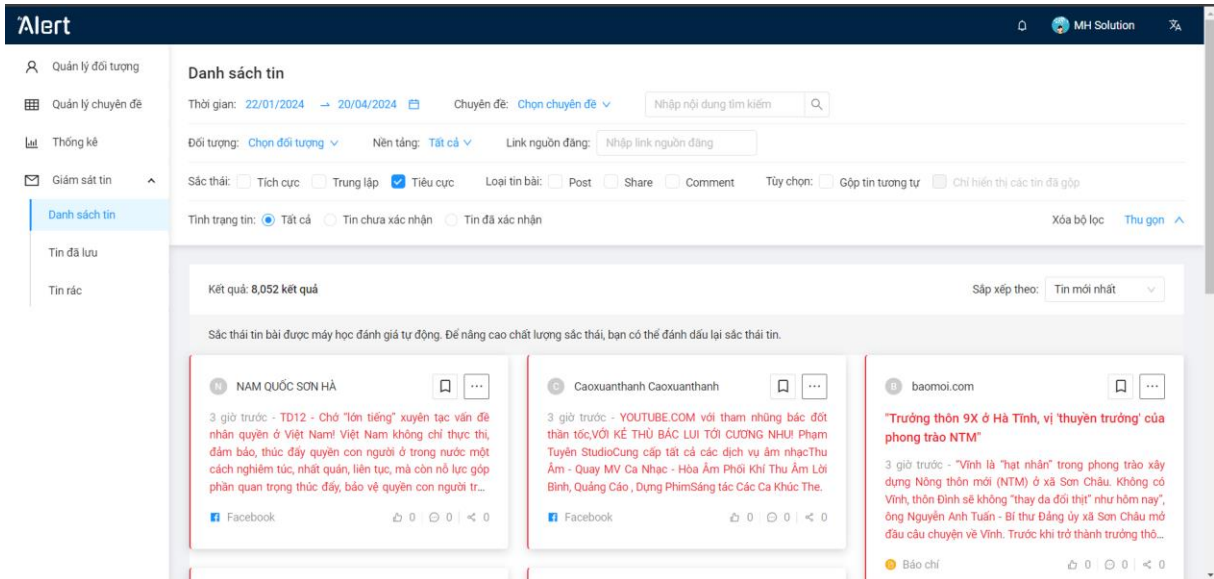 Alert
MH Solution
Quản lý đối tượng
Quản lý chuyên đề
Thống kê
Giám sát tin
Danh sách tin
Tin đã lưu
Tin rác
Danh sách tin
Thời gian: 22/01/2024 → 20/04/2024 Chuyên đề: Chọn chuyên đề Nhập nội dung tìm kiếm
Đối tượng: Chọn đối tượng Nền tảng: Tất cả Link nguồn đăng: Nhập link nguồn đăng
Sắc thái: Tích cực Trung lập Tiêu cực Loại tin bài: Post Share Comment Tùy chọn: Gộp tin tương tự Chỉ hiển thị các tin đã gộp
Tình trạng tin: Tất cả Tin chưa xác nhận Tin đã xác nhận Xóa bộ lọc Thu gọn
Kết quả: 8,052 kết quả Sắp xếp theo: Tin mới nhất
Sắc thái tin bài được máy học đánh giá tự động. Để nâng cao chất lượng sắc thái, bạn có thể đánh dấu lại sắc thái tin.
N NAM QUỐC SƠN HÀ
3 giờ trước - TD12 - Chớ "lớn tiếng" xuyên tạc vấn đề
nhân quyền ở Việt Nam! Việt Nam không chỉ thực thi,
đảm bảo, thúc đẩy quyền con người ở trong nước một
cách nghiêm túc, nhất quán, liên tục, mà còn nỗ lực góp
phần quan trọng thúc đẩy, bảo vệ quyền con người tr...
Facebook 0 0 0
C Caoxuanthanh Caoxuanthanh
3 giờ trước - YOUTUBE.COM với tham nhũng bác đốt
thần tốc,VỚI KẺ THÙ BÁC LUI TỚI CƯƠNG NHU! Phạm
Tuyên StudioCung cấp tất cả các dịch vụ âm nhạcThu
Âm - Quay MV Ca Nhạc - Hòa Âm Phối Khí Thu Âm Lời
Bình, Quảng Cáo , Dựng PhimSáng tác Các Ca Khúc The.
Facebook 0 0 0
B baomoi.com
"Trưởng thôn 9X ở Hà Tĩnh, vị 'thuyền trưởng' của
phong trào NTM"
3 giờ trước - "Vĩnh là "hạt nhân" trong phong trào xây
dựng Nông thôn mới (NTM) ở xã Sơn Châu. Không có
Vĩnh, thôn Đình sẽ không "thay da đổi thịt" như hôm nay",
ông Nguyễn Anh Tuấn - Bí thư Đảng ủy xã Sơn Châu mở
đầu câu chuyện về Vĩnh. Trước khi trở thành trưởng thô...
Báo chí 0 0 0